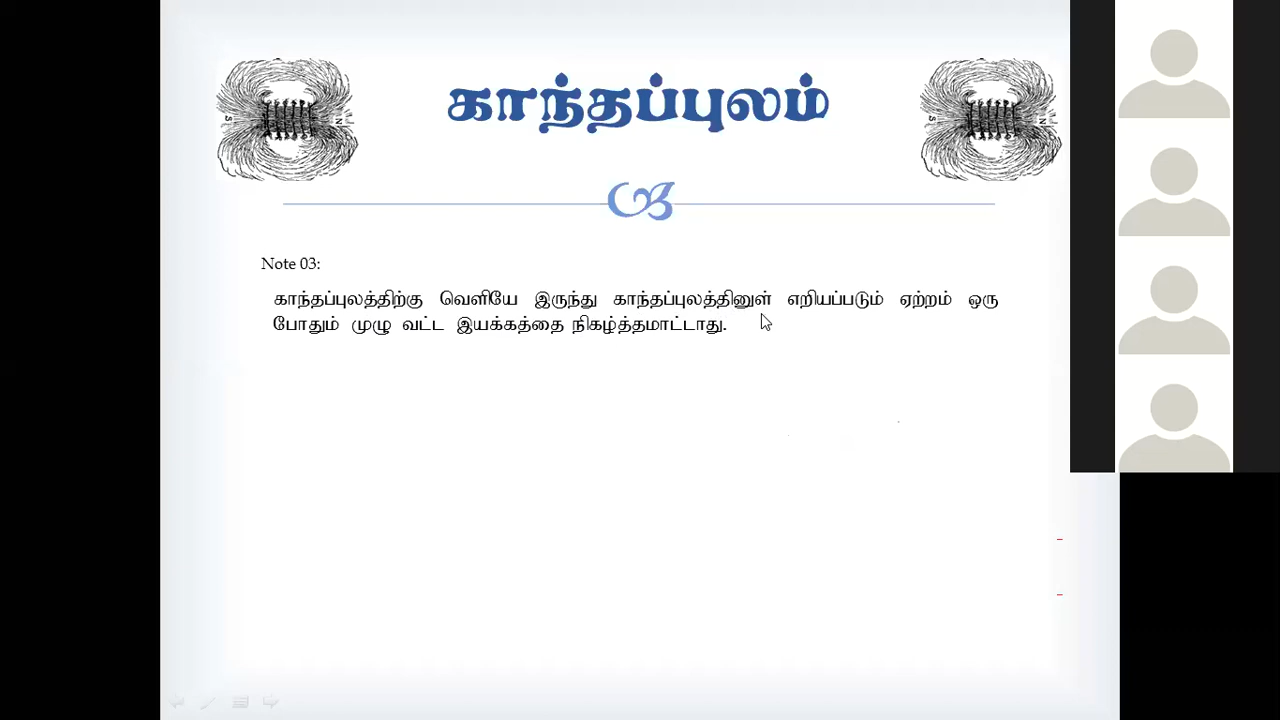 காந்தப்புலம்
Note 03:
காந்தப்புலத்திற்கு வெளியே இருந்து காந்தப்புலத்தினுள் எறியப்படும் ஏற்றம் ஒரு
போதும் முழு வட்ட இயக்கத்தை நிகழ்த்தமாட்டாது.